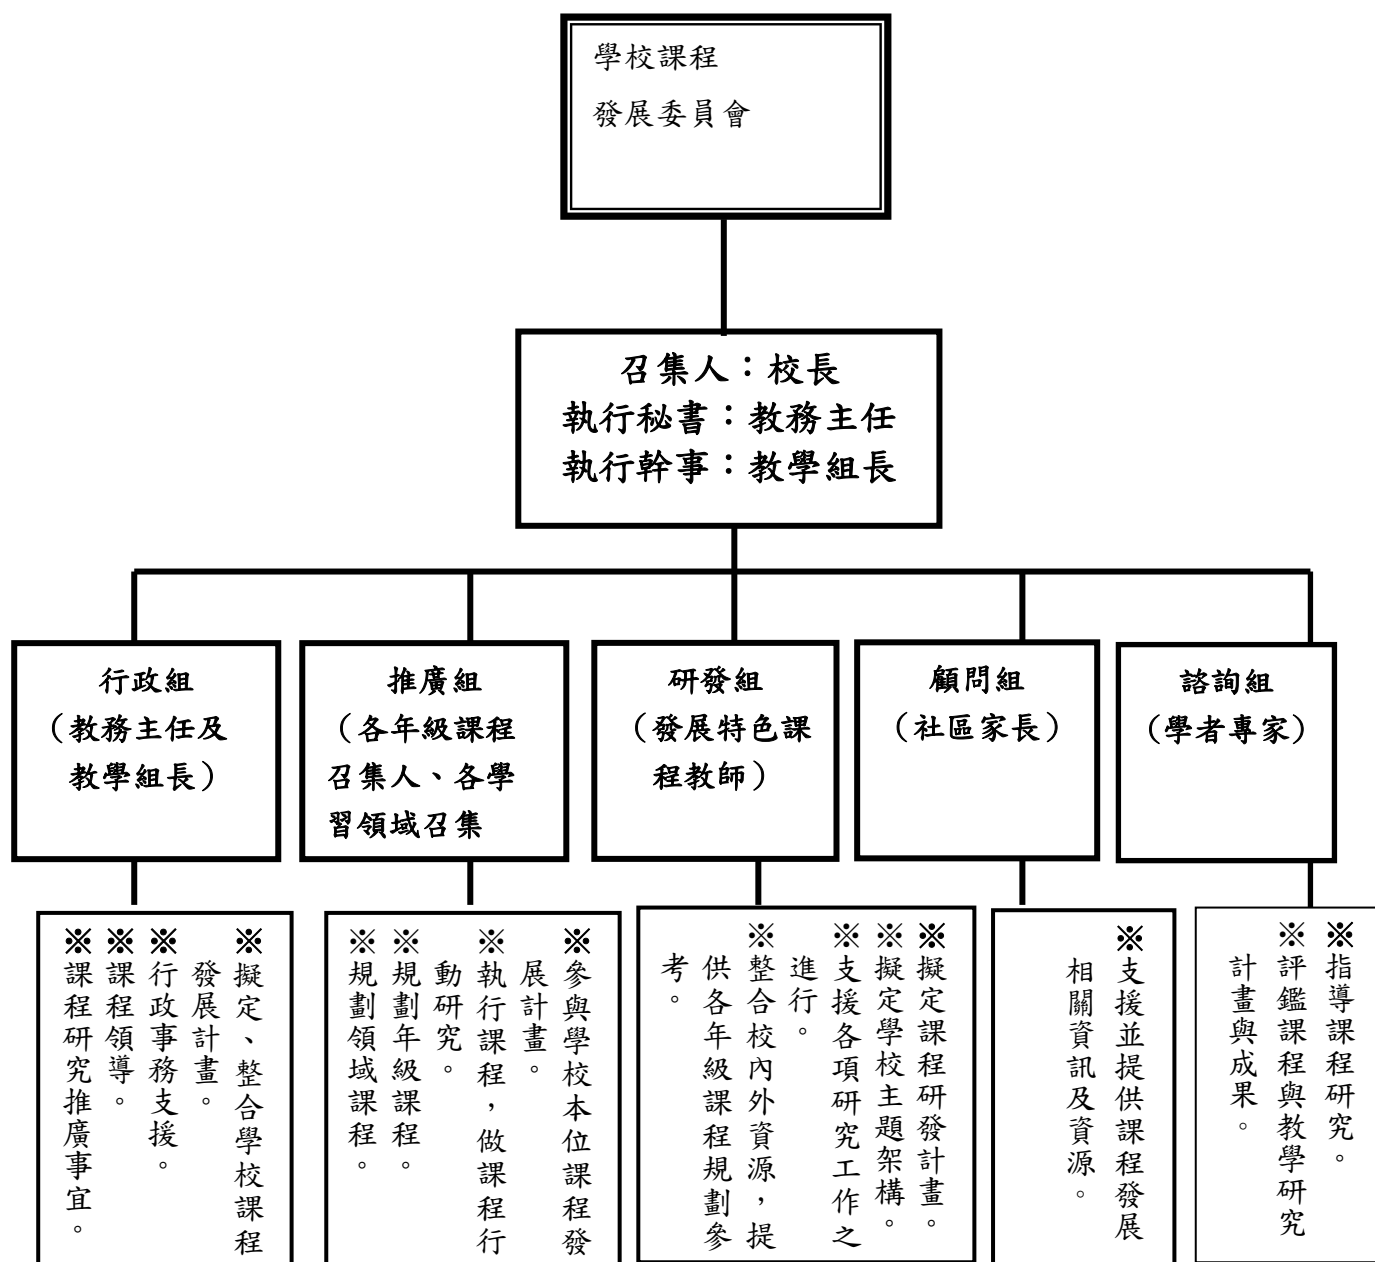 學校課程
發展委員會
召集人：校長
執行秘書：教務主任
執行幹事：教學組長
行政組
（教務主任及
教學組長）
推廣組
（各年級課程
召集人、各學
習領域召集
研發組
（發展特色課
程教師）
顧問組
（社區家長）
諮詢組
（學者專家）
※擬定、整合學校課程
發展計畫。
※行政事務支援。
※課程領導。
※課程研究推廣事宜。
※參與學校本位課程發
展計畫。
※執行課程，做課程行
動研究。
※規劃年級課程。
※規劃領域課程。
※擬定課程研發計畫。
※擬定學校主題架構。
※支援各項研究工作之
進行。
※整合校內外資源，提
供各年級課程規劃參
考。
※支援並提供課程發展
相關資訊及資源。
※指導課程研究。
※評鑑課程與教學研究
計畫與成果。